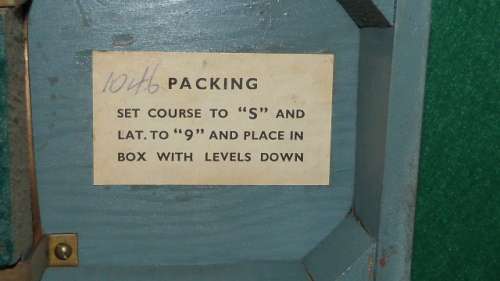 1046 PACKING
SET COURSE TO "S" AND
LAT. TO "9" AND PLACE IN
BOX WITH LEVELS DOWN